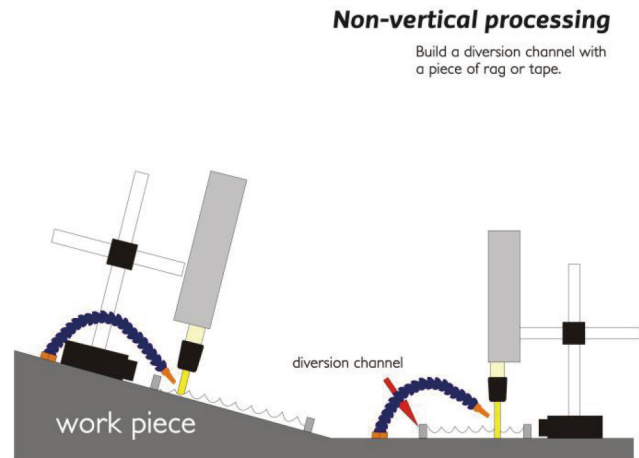 Non-vertical processing
Build a diversion channel with
a piece of rag or tape.
diversion channel
work piece